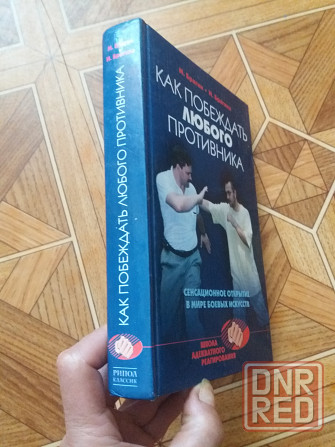 КАК ПОБЕЖДАТЬ ЛЮБОГО ПРОТИВНИКА
РИПОЛ
КЛАССИК
КАК ПОБЕЖДАТЬ
ЛЮБОГО
ПРОТИВНИКА
СЕНСАЦИОННОЕ ОТКРЫТИЕ
В МИРЕ БОЕВЫХ ИСКУССТВ
ШКОЛА
АДЕКВАТНОГО
РЕАГИРОВАНИЯ
DNR
RED